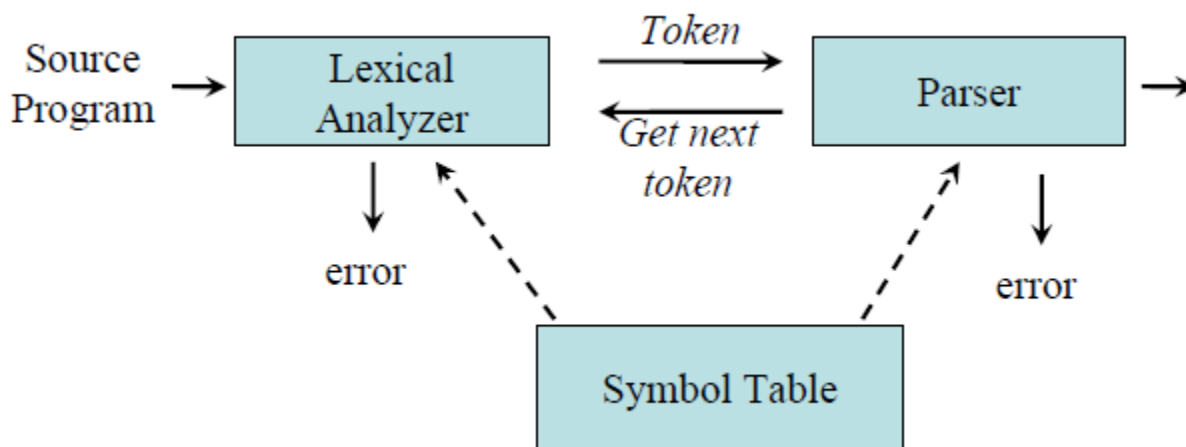 Source
Program
Lexical
Analyzer
Token
Get next
token
Parser
error
error
Symbol Table